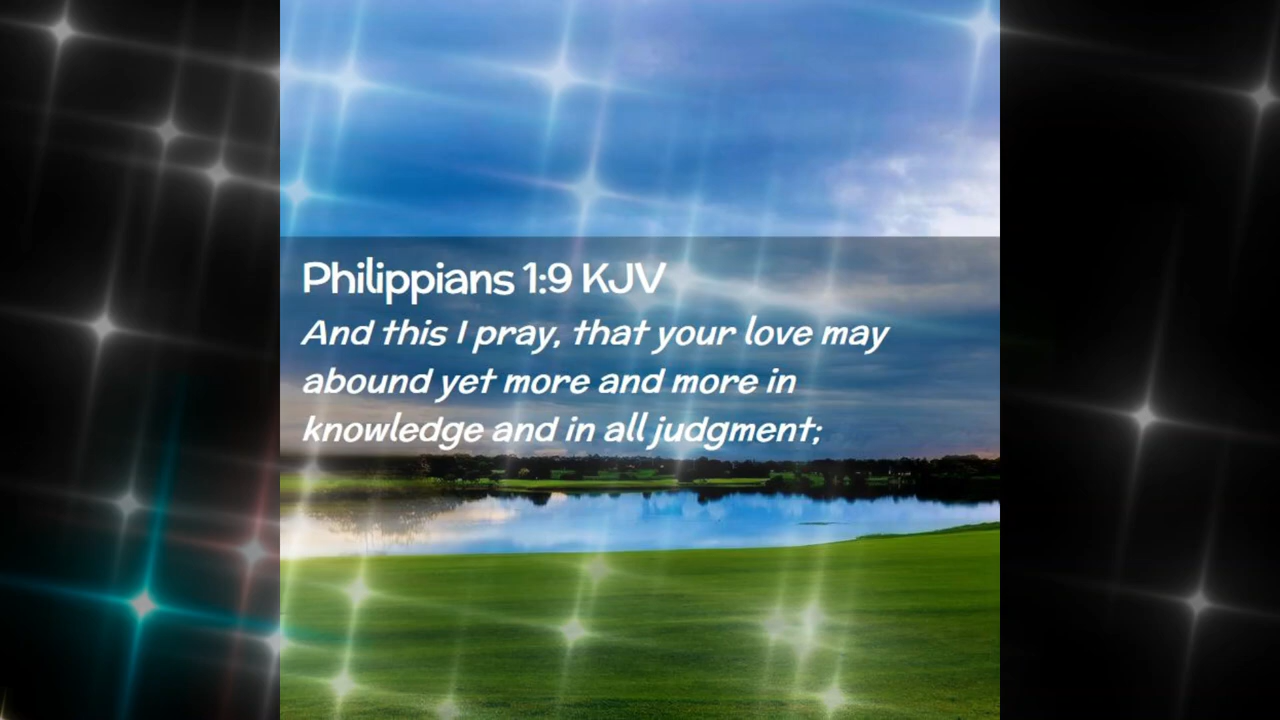 Philippians 1:9 KJV
And this I pray, that your love may
abound yet more and more in
knowledge and in all judgment;